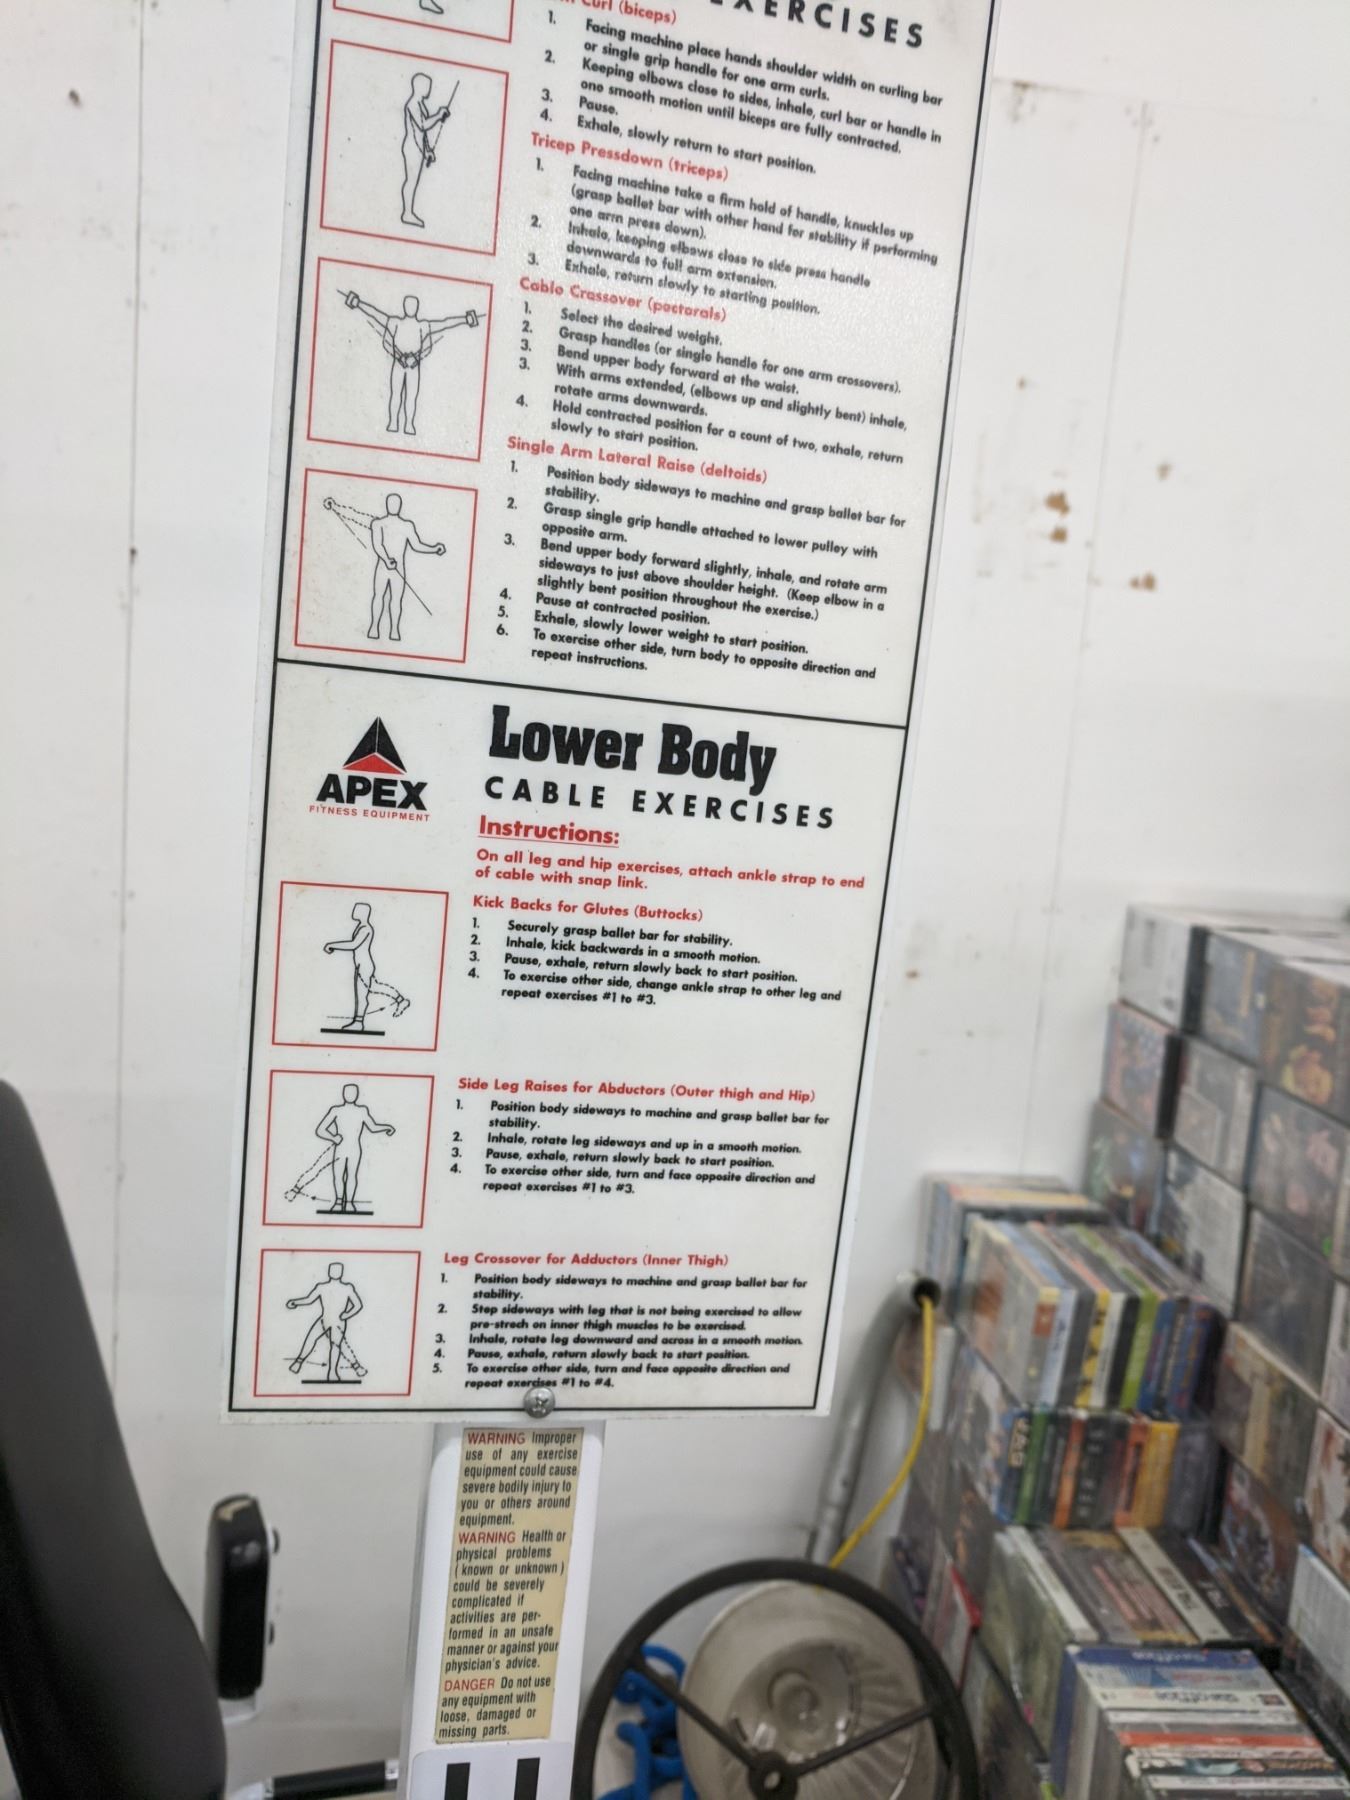 EXERCISES
Curl (biceps)
1. Facing machine place hands shoulder width on curling bar
or single grip handle for one arm curls.
2. Keeping elbows close to sides, inhale, curl bar or handle in
one smooth motion until biceps are fully contracted.
3. Pause.
4. Exhale, slowly return to start position.
Tricep Pressdown (triceps)
1. Facing machine take a firm hold of handle, knuckles up
(grasp ballet bar with other hand for stability if performing
one arm press down).
2. Inhale, keeping elbows close to side press handle
downwards to full arm extension.
3. Exhale, return slowly to starting position.
Cable Crossover (pectorals)
1. Select the desired weight.
2. Grasp handles (or single handle for one arm crossovers).
3. Bend upper body forward at the waist.
3. With arms extended, (elbows up and slightly bent) inhale,
rotate arms downwards.
4. Hold contracted position for a count of two, exhale, return
slowly to start position.
Single Arm Lateral Raise (deltoids)
1. Position body sideways to machine and grasp ballet bar for
stability.
2. Grasp single grip handle attached to lower pulley with
opposite arm.
3. Bend upper body forward slightly, inhale, and rotate arm
sideways to just above shoulder height. (Keep elbow in a
slightly bent position throughout the exercise.)
4. Pause at contracted position.
5. Exhale, slowly lower weight to start position.
6. To exercise other side, turn body to opposite direction and
repeat instructions.
APEX
FITNESS EQUIPMENT
Lower Body
CABLE EXERCISES
Instructions:
On all leg and hip exercises, attach ankle strap to end
of cable with snap link.
Kick Backs for Glutes (Buttocks)
1. Securely grasp ballet bar for stability.
2. Inhale, kick backwards in a smooth motion.
3. Pause, exhale, return slowly back to start position.
4. To exercise other side, change ankle strap to other leg and
repeat exercises #1 to #3.
Side Leg Raises for Abductors (Outer thigh and Hip)
1. Position body sideways to machine and grasp ballet bar for
stability.
2. Inhale, rotate leg sideways and up in a smooth motion.
3. Pause, exhale, return slowly back to start position.
4. To exercise other side, turn and face opposite direction and
repeat exercises #1 to #3.
Leg Crossover for Adductors (Inner Thigh)
1. Position body sideways to machine and grasp ballet bar for
stability.
2. Step sideways with leg that is not being exercised to allow
pre-strech on inner thigh muscles to be exercised.
3. Inhale, rotate leg downward and across in a smooth motion.
4. Pause, exhale, return slowly back to start position.
5. To exercise other side, turn and face opposite direction and
repeat exercises #1 to #4.
WARNING Improper
use of any exercise
equipment could cause
severe bodily injury to
you or others around
equipment.
WARNING Health or
physical problems
(known or unknown)
could be severely
complicated if
activities are per-
formed in an unsafe
manner or against your
physician's advice.
DANGER Do not use
any equipment with
loose, damaged or
missing parts.